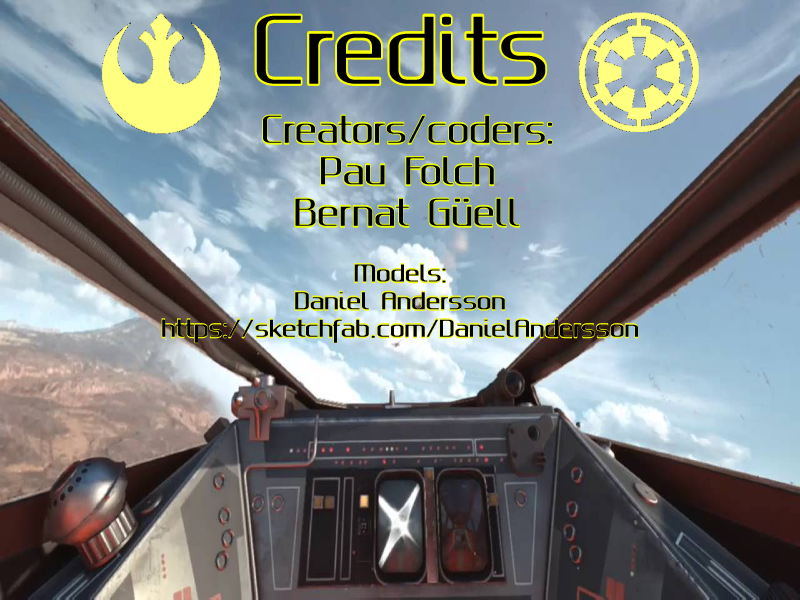 Credits
Creators/coders:
Pau Folch
Bernat Güell
Models:
Daniel Andersson
https://sketchfab.com/DanielAndersson